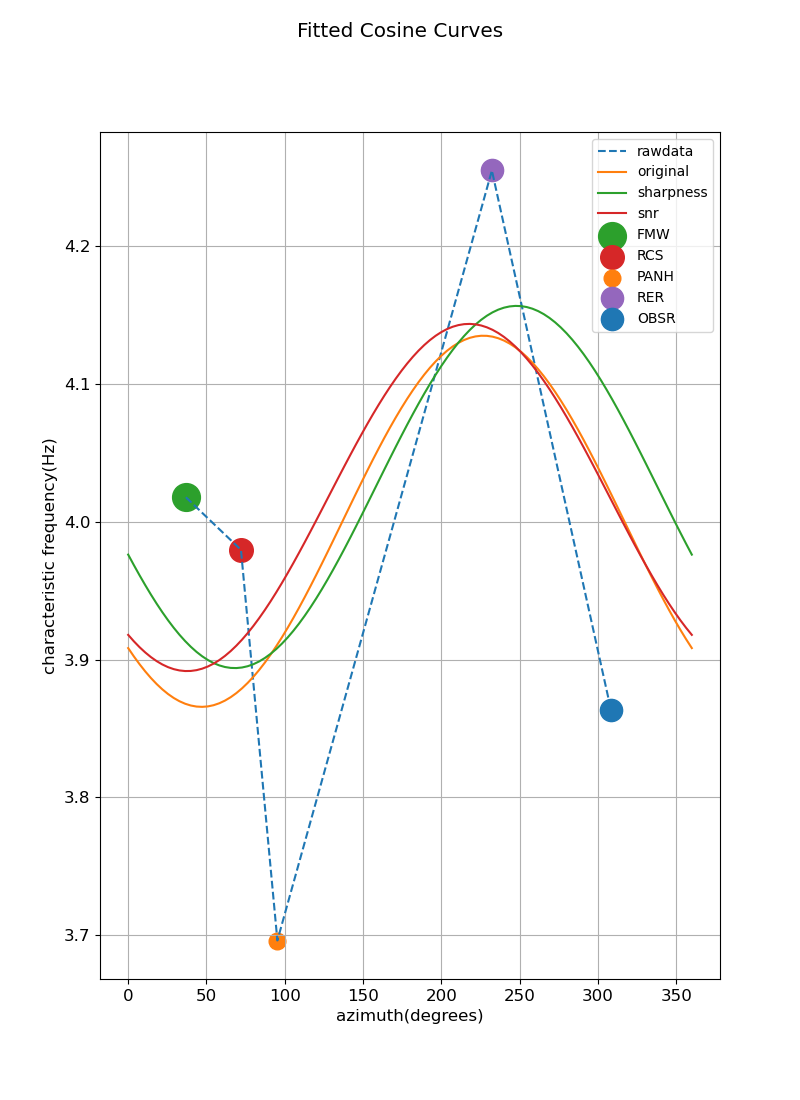 Fitted Cosine Curves
rawdata
original
sharpness
snr
FMW
RCS
PANH
RER
OBSR
4.2
4.1
4.0
3.9
3.8
3.7
characteristic frequency(Hz)
0 50 100 150 200 250 300 350
azimuth(degrees)